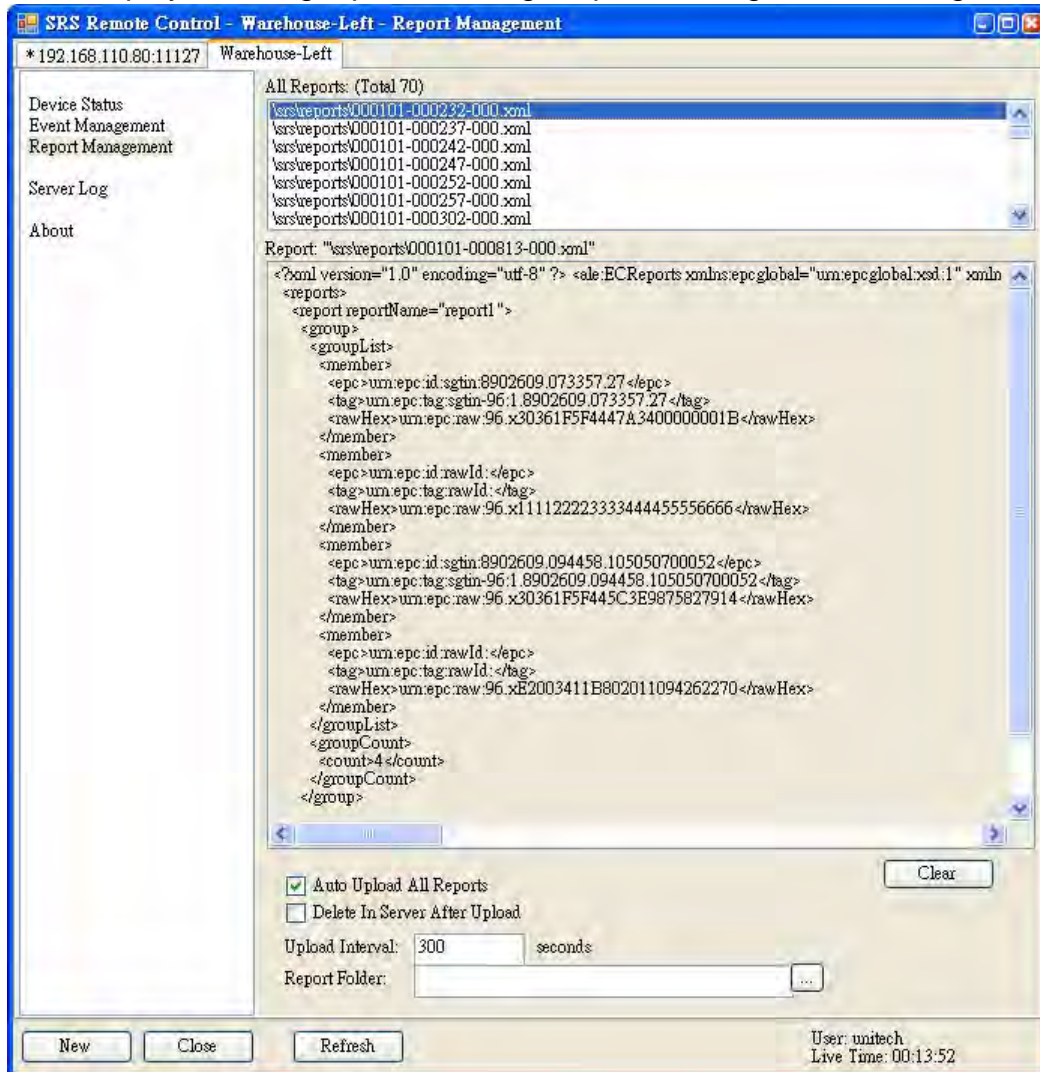 SRS Remote Control - Warehouse-Left - Report Management
*192.168.110.80:11127 Warehouse-Left
Device Status
Event Management
Report Management
Server Log
About
All Reports: (Total 70)
\srs\reports\000101-000232-000.xml
\srs\reports\000101-000237-000.xml
\srs\reports\000101-000242-000.xml
\srs\reports\000101-000247-000.xml
\srs\reports\000101-000252-000.xml
\srs\reports\000101-000257-000.xml
\srs\reports\000101-000302-000.xml
Report: "\srs\reports\000101-000813-000.xml"
<?xml version="1.0" encoding="utf-8" ?> <ale:ECReports xmlns:epcglobal="urn:epcglobal:xsd:1" xmln
<reports>
<report reportName="report1">
<group>
<groupList>
<member>
<epc>urn:epc:id:sgtin:8902609.073357.27</epc>
<tag>urn:epc:tag:sgtin-96:1.8902609.073357.27</tag>
<rawHex>urn:epc:raw:96.x30361F5F4447A3400000001B</rawHex>
</member>
<member>
<epc>urn:epc:id:rawId:</epc>
<tag>urn:epc:tag:rawId:</tag>
<rawHex>urn:epc:raw:96.x111122223333444455556666</rawHex>
</member>
<member>
<epc>urn:epc:id:sgtin:8902609.094458.105050700052</epc>
<tag>urn:epc:tag:sgtin-96:1.8902609.094458.105050700052</tag>
<rawHex>urn:epc:raw:96.x30361F5F445C3E9875827914</rawHex>
</member>
<member>
<epc>urn:epc:id:rawId:</epc>
<tag>urn:epc:tag:rawId:</tag>
<rawHex>urn:epc:raw:96.xE2003411B802011094262270</rawHex>
</member>
</groupList>
<groupCount>
<count>4</count>
</groupCount>
</group>
Clear
Auto Upload All Reports
Delete In Server After Upload
Upload Interval: 300 seconds
Report Folder: ...
New Close Refresh
User: unitech
Live Time: 00:13:52